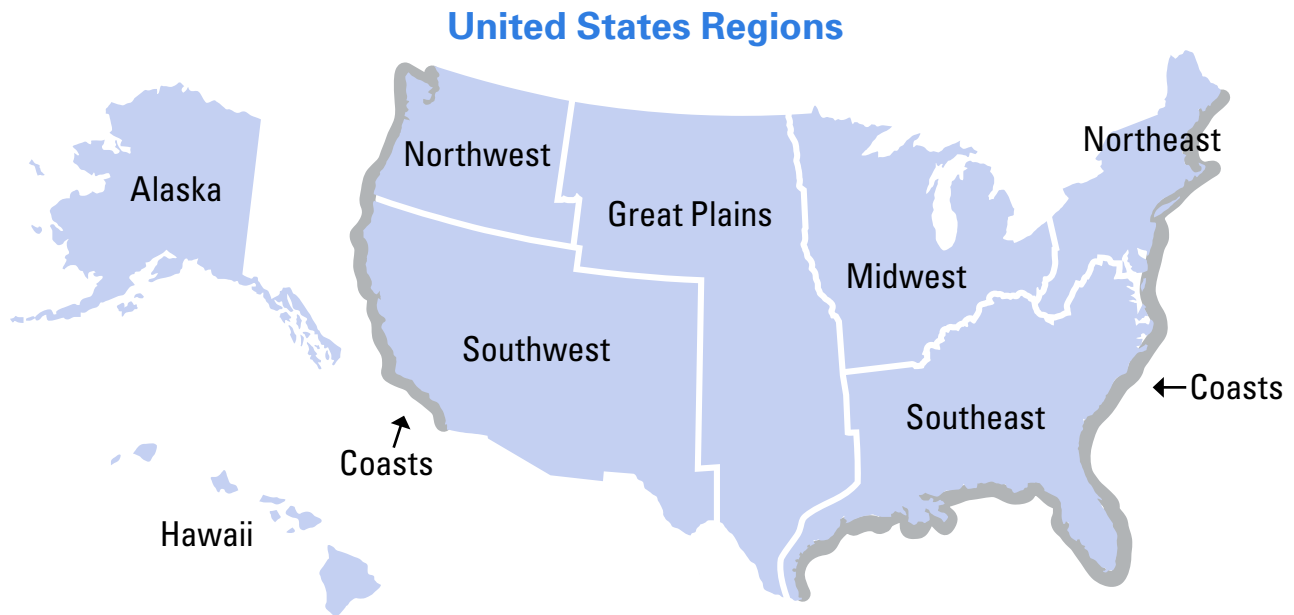 United States Regions
Northeast
Northwest
Alaska
Great Plains
Midwest
Southwest
Coasts
Southeast
Coasts
Hawaii